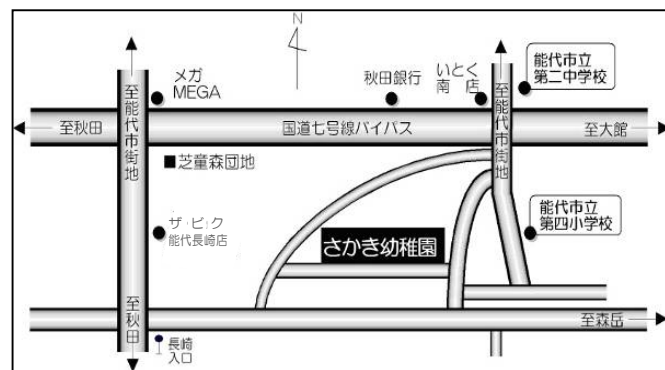 N
至能代市街地
メガ
MEGA
秋田銀行
いとく
南店
能代市立
第二中学校
至秋田
国道七号線バイパス
至能代市街地
至大館
■芝童森団地
ザ・ビク
能代長崎店
さかき幼稚園
能代市立
第四小学校
至秋田
至森岳
長崎
入口